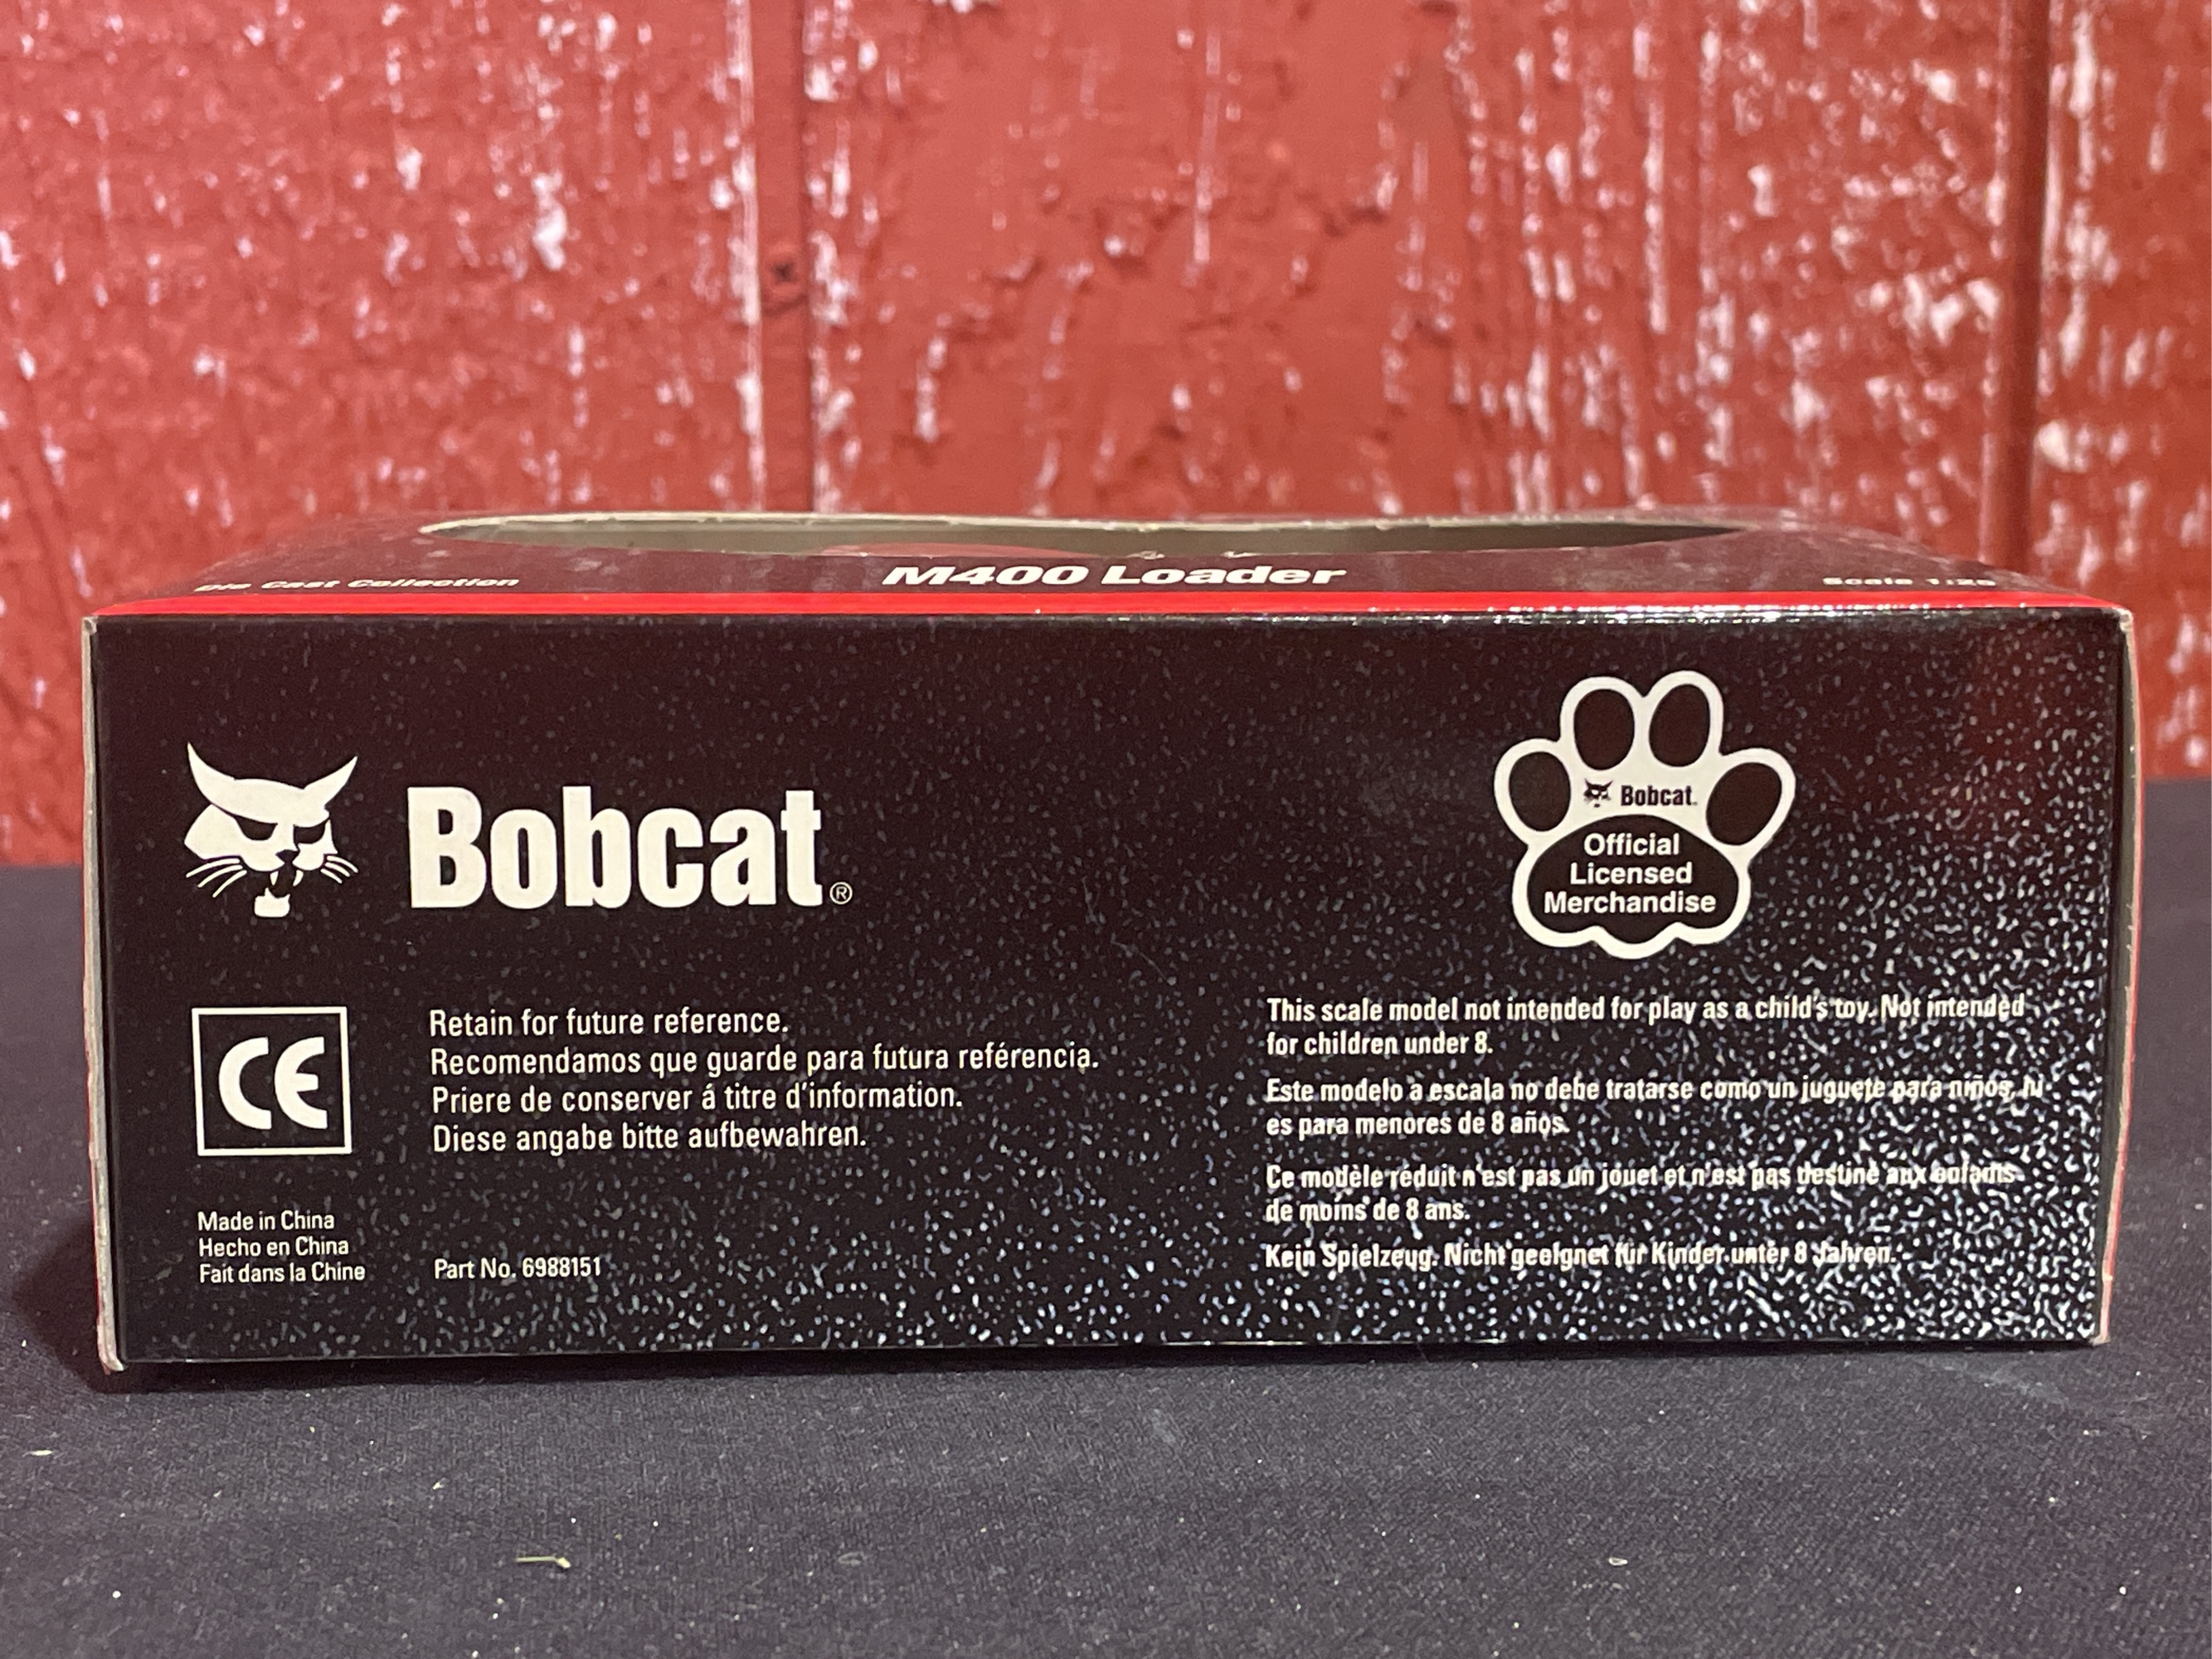 Die Cast Collection
M400 Loader
Scale 1:25
Bobcat®
Bobcat.
Official
Licensed
Merchandise
CE
Retain for future reference.
Recomendamos que guarde para futura reférencia.
Priere de conserver á titre d'information.
Diese angabe bitte aufbewahren.
Made in China
Hecho en China
Fait dans la Chine
Part No. 6988151
This scale model not intended for play as a child's toy. Not intended
for children under 8.
Este modelo a escala no debe tratarse como un juguete para niños,
es para menores de 8 años.
Ce modèle réduit n'est pas un jouet et n'est pas destiné aux enfants
de moins de 8 ans.
Kein Spielzeug. Nicht geeignet für Kinder unter 8 Jahren.